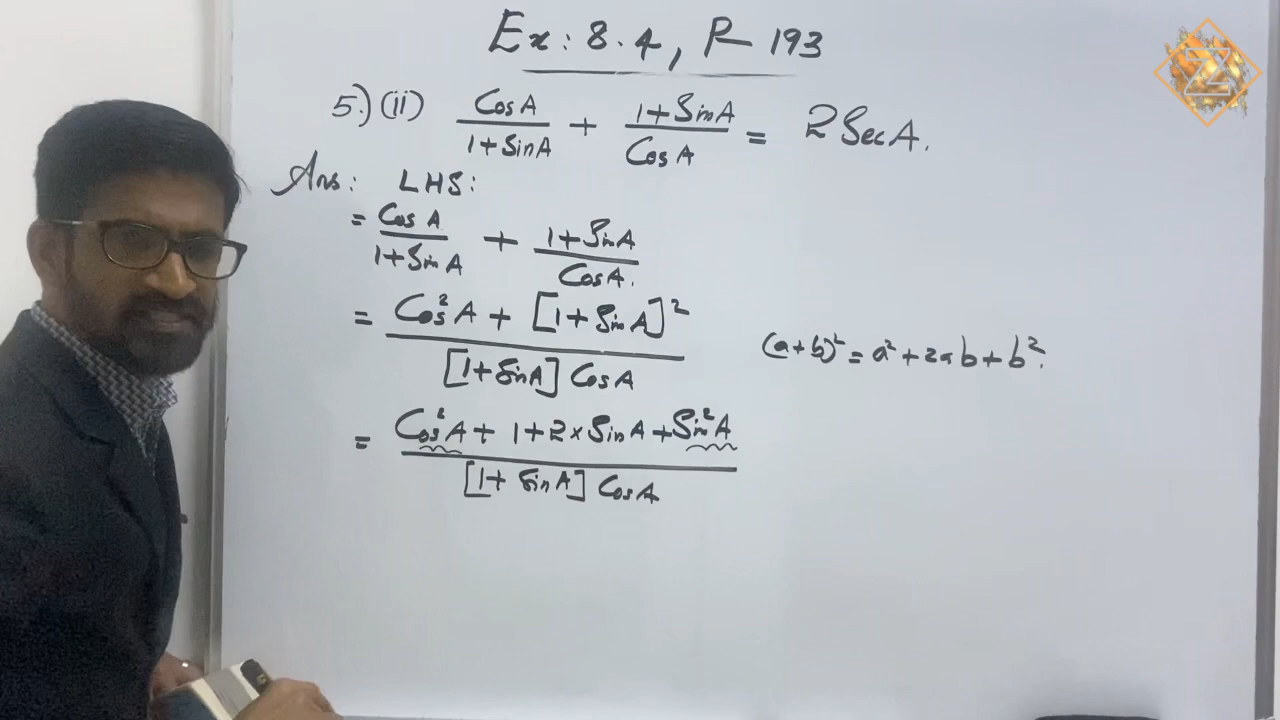 Ex: 8.4, P-193
5.) (ii) CosA/1+SinA + 1+SinA/CosA = 2SecA.
Ans: LHS:
= CosA/1+SinA + 1+SinA/CosA.
= Cos²A + [1+SinA]²/[1+SinA] CosA
(a+b)² = a²+2ab+b².
= Cos²A + 1+2×SinA+Sin²A/[1+SinA] CosA
Z